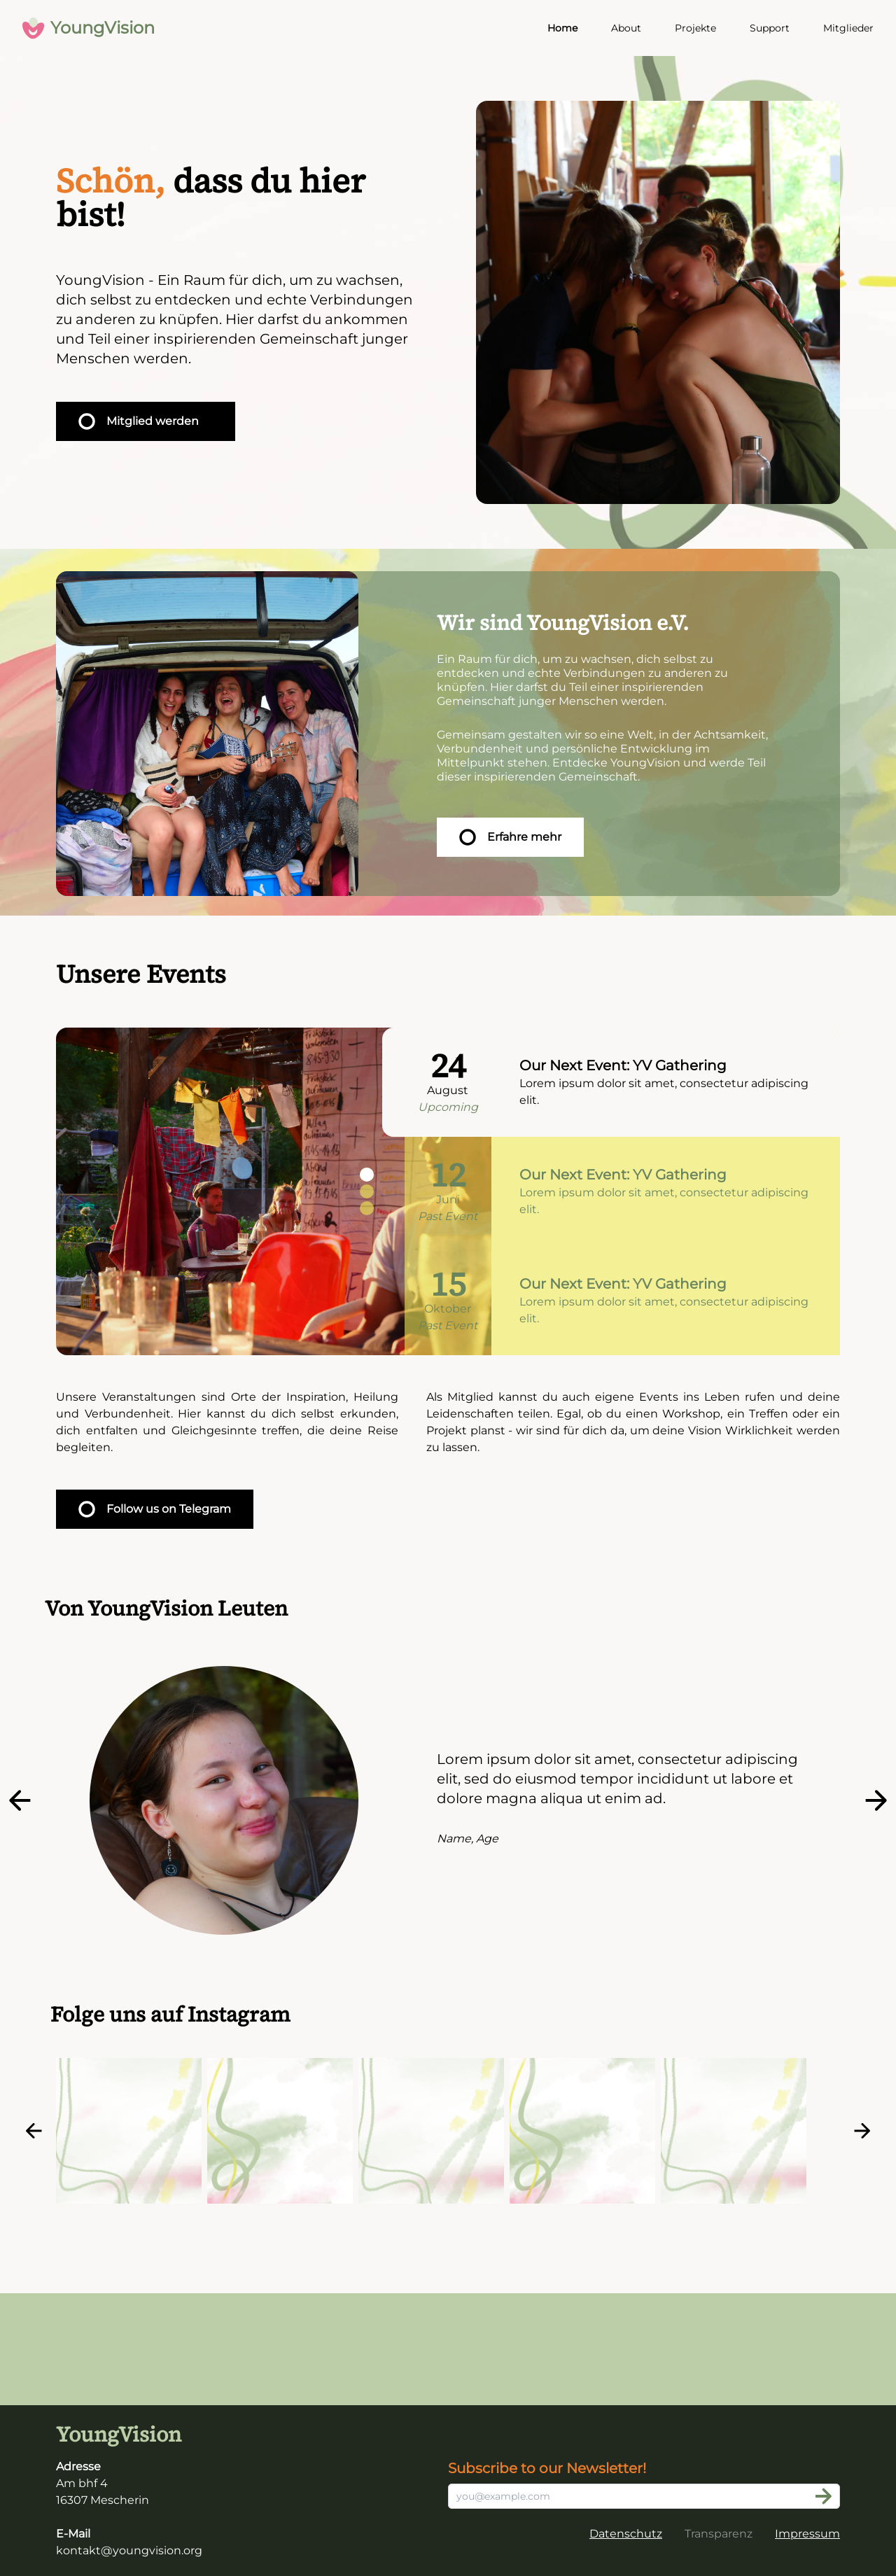 YoungVision
Home About Projekte Support Mitglieder
Schön, dass du hier
bist!
YoungVision - Ein Raum für dich, um zu wachsen,
dich selbst zu entdecken und echte Verbindungen
zu anderen zu knüpfen. Hier darfst du ankommen
und Teil einer inspirierenden Gemeinschaft junger
Menschen werden.
Mitglied werden
Wir sind YoungVision e.V.
Ein Raum für dich, um zu wachsen, dich selbst zu
entdecken und echte Verbindungen zu anderen zu
knüpfen. Hier darfst du Teil einer inspirierenden
Gemeinschaft junger Menschen werden.
Gemeinsam gestalten wir so eine Welt, in der Achtsamkeit,
Verbundenheit und persönliche Entwicklung im
Mittelpunkt stehen. Entdecke YoungVision und werde Teil
dieser inspirierenden Gemeinschaft.
Erfahre mehr
Unsere Events
24
August
Upcoming
Our Next Event: YV Gathering
Lorem ipsum dolor sit amet, consectetur adipiscing
elit.
12
Juni
Past Event
Our Next Event: YV Gathering
Lorem ipsum dolor sit amet, consectetur adipiscing
elit.
15
Oktober
Past Event
Our Next Event: YV Gathering
Lorem ipsum dolor sit amet, consectetur adipiscing
elit.
Unsere Veranstaltungen sind Orte der Inspiration, Heilung
und Verbundenheit. Hier kannst du dich selbst erkunden,
dich entfalten und Gleichgesinnte treffen, die deine Reise
begleiten.
Als Mitglied kannst du auch eigene Events ins Leben rufen und deine
Leidenschaften teilen. Egal, ob du einen Workshop, ein Treffen oder ein
Projekt planst - wir sind für dich da, um deine Vision Wirklichkeit werden
zu lassen.
Follow us on Telegram
Von YoungVision Leuten
Lorem ipsum dolor sit amet, consectetur adipiscing
elit, sed do eiusmod tempor incididunt ut labore et
dolore magna aliqua ut enim ad.
Name, Age
Folge uns auf Instagram
YoungVision
Adresse
Am bhf 4
16307 Mescherin
E-Mail
kontakt@youngvision.org
Subscribe to our Newsletter!
you@example.com
Datenschutz Transparenz Impressum